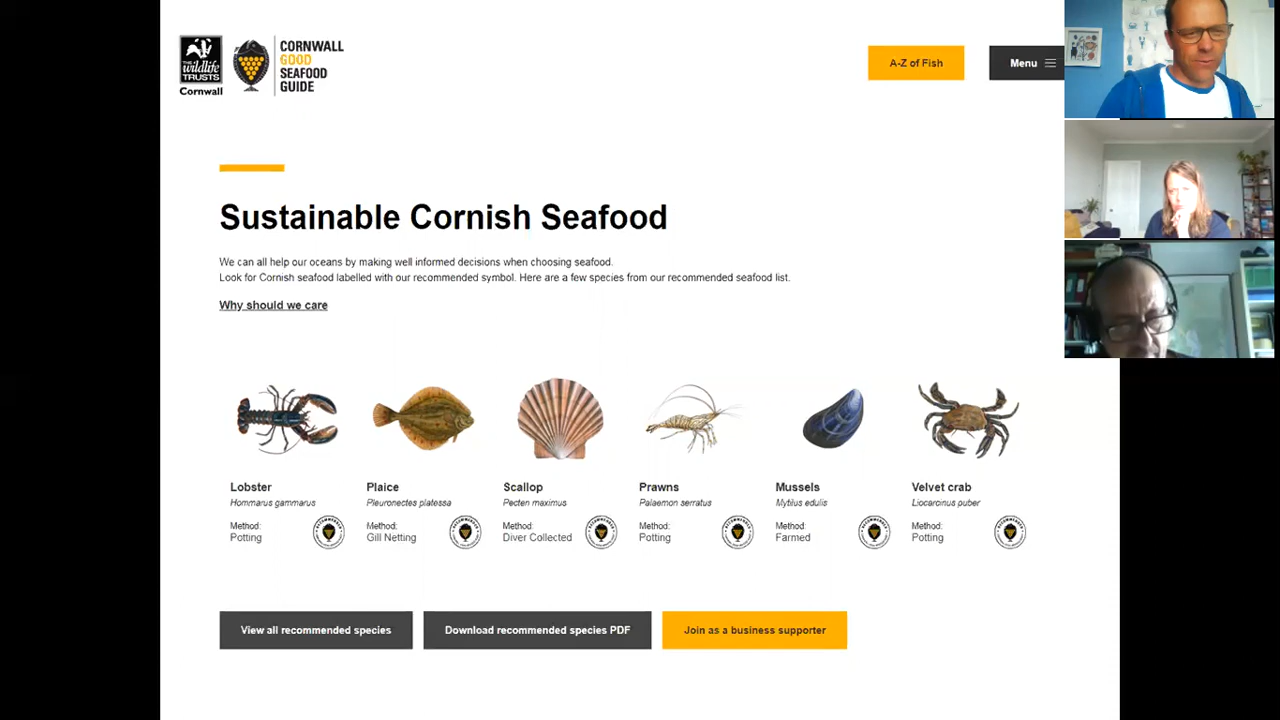 THE
wildlife
TRUSTS
Cornwall
CORNWALL
GOOD
SEAFOOD
GUIDE
A-Z of Fish
Menu
Sustainable Cornish Seafood
We can all help our oceans by making well informed decisions when choosing seafood.
Look for Cornish seafood labelled with our recommended symbol. Here are a few species from our recommended seafood list.
Why should we care
Lobster
Hommarus gammarus
Method:
Potting
Plaice
Pleuronectes platessa
Method:
Gill Netting
Scallop
Pecten maximus
Method:
Diver Collected
Prawns
Palaemon serratus
Method:
Potting
Mussels
Mytilus edulis
Method:
Farmed
Velvet crab
Liocarcinus puber
Method:
Potting
View all recommended species
Download recommended species PDF
Join as a business supporter